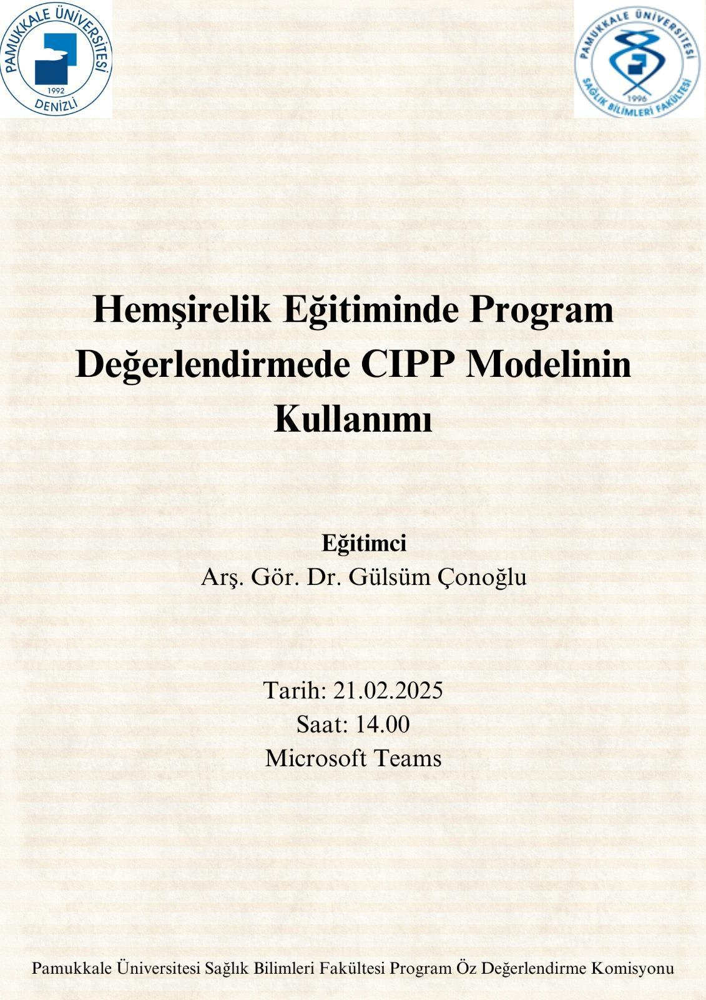 PAMUKKALE ÜNİVERSİTESİ
1992
DENİZLİ
PAMUKKALE ÜNİVERSİTESİ
1996
SAĞLIK BİLİMLERİ FAKÜLTESİ
Hemşirelik Eğitiminde Program
Değerlendirmede CIPP Modelinin
Kullanımı
Eğitimci
Arş. Gör. Dr. Gülsüm Çonoğlu
Tarih: 21.02.2025
Saat: 14.00
Microsoft Teams
Pamukkale Üniversitesi Sağlık Bilimleri Fakültesi Program Öz Değerlendirme Komisyonu